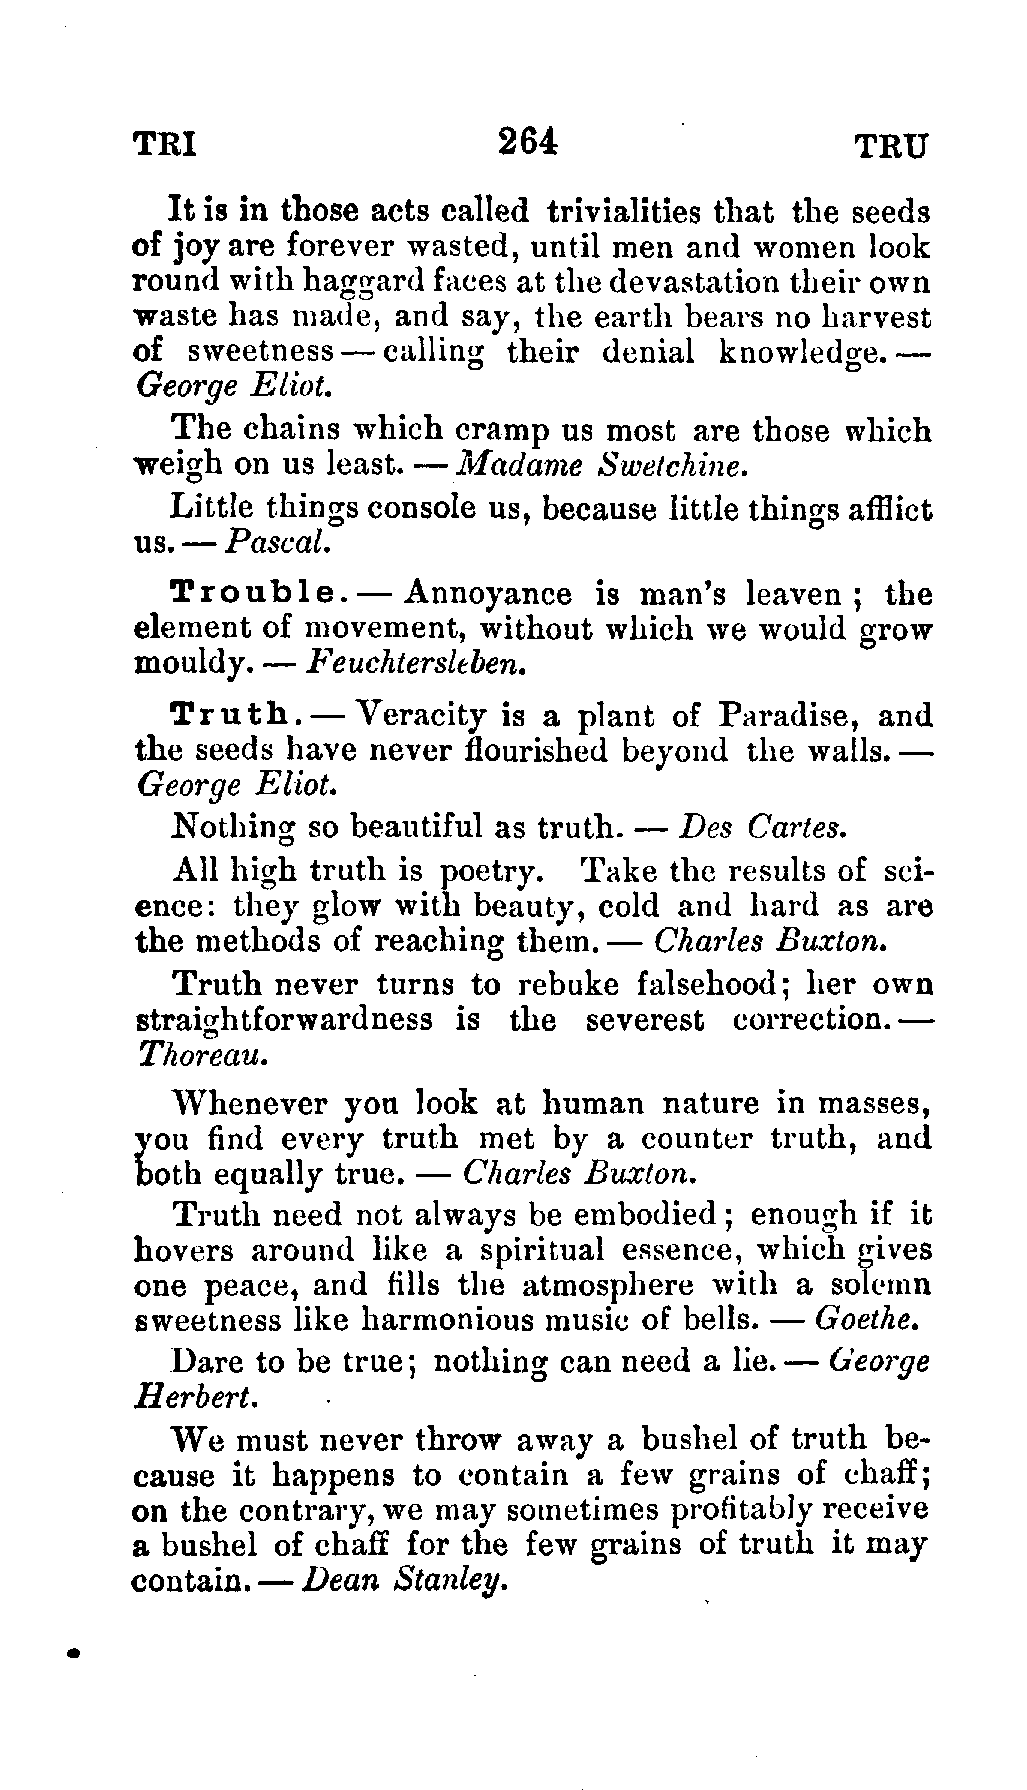 TRI 264 TRU
It is in those acts called trivialities that the seeds
of joy are forever wasted, until men and women look
round with haggard faces at the devastation their own
waste has made, and say, the earth bears no harvest
of sweetness — calling their denial knowledge. —
George Eliot.
The chains which cramp us most are those which
weigh on us least. — Madame Swetchine.
Little things console us, because little things afflict
us. — Pascal.
Trouble. — Annoyance is man's leaven ; the
element of movement, without which we would grow
mouldy. — Feuchtersleben.
Truth. — Veracity is a plant of Paradise, and
the seeds have never flourished beyond the walls. —
George Eliot.
Nothing so beautiful as truth. — Des Cartes.
All high truth is poetry. Take the results of sci-
ence: they glow with beauty, cold and hard as are
the methods of reaching them. — Charles Buxton.
Truth never turns to rebuke falsehood; her own
straightforwardness is the severest correction. —
Thoreau.
Whenever you look at human nature in masses,
you find every truth met by a counter truth, and
both equally true. — Charles Buxton.
Truth need not always be embodied ; enough if it
hovers around like a spiritual essence, which gives
one peace, and fills the atmosphere with a solemn
sweetness like harmonious music of bells. — Goethe.
Dare to be true; nothing can need a lie. — George
Herbert.
We must never throw away a bushel of truth be-
cause it happens to contain a few grains of chaff;
on the contrary, we may sometimes profitably receive
a bushel of chaff for the few grains of truth it may
contain. — Dean Stanley.